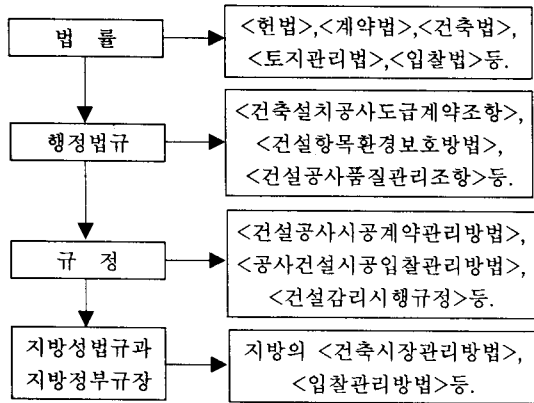 법 률
<헌법>,<계약법>,<건축법>,
<토지관리법>,<입찰법>등.
행정법규
<건축설치공사도급계약조항>,
<건설항목환경보호방법>,
<건설공사품질관리조항>등.
규 정
<건설공사시공계약관리방법>,
<공사건설시공입찰관리방법>,
<건설감리시행규정>등.
지방성법규과
지방정부규장
지방의 <건축시장관리방법>,
<입찰관리방법>등.